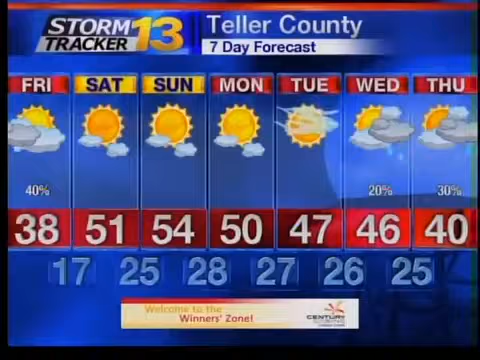 STORM
TRACKER 13
Teller County
7 Day Forecast
FRI SAT SUN MON TUE WED THU
40% 20% 30%
38 51 54 50 47 46 40
17 25 28 27 26 25
Welcome to the
Winners' Zone!
CENTURY